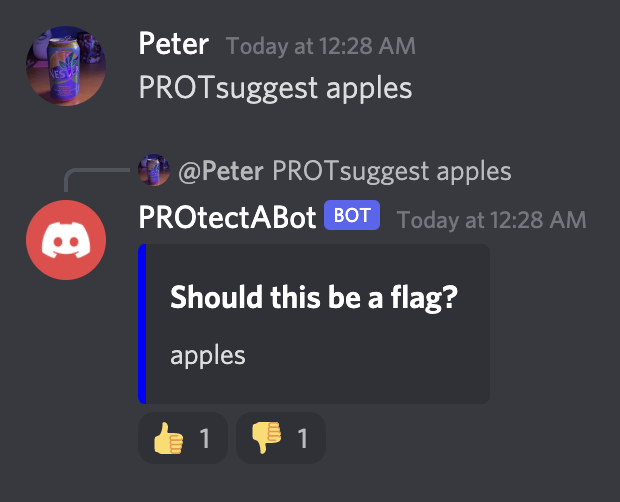 Peter Today at 12:28 AM
PROTsuggest apples
@Peter PROTsuggest apples
PROtectABot BOT Today at 12:28 AM
Should this be a flag?
apples
1 1